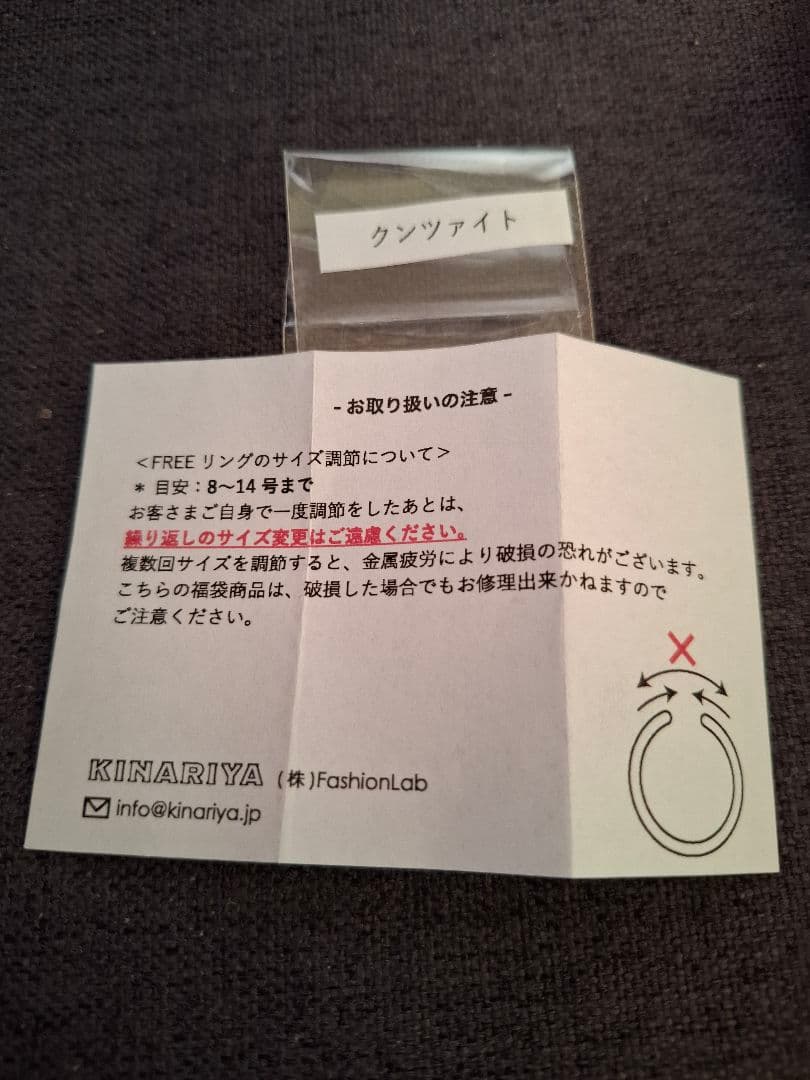 クンツァイト
- お取り扱いの注意 -
＜FREE リングのサイズ調節について＞
* 目安：8～14 号まで
お客さまご自身で一度調節をしたあとは、
繰り返しのサイズ変更はご遠慮ください。
複数回サイズを調節すると、金属疲労により破損の恐れがございます。
こちらの福袋商品は、破損した場合でもお修理出来かねますので
ご注意ください。
KINARIYA (株)FashionLab
info@kinariya.jp